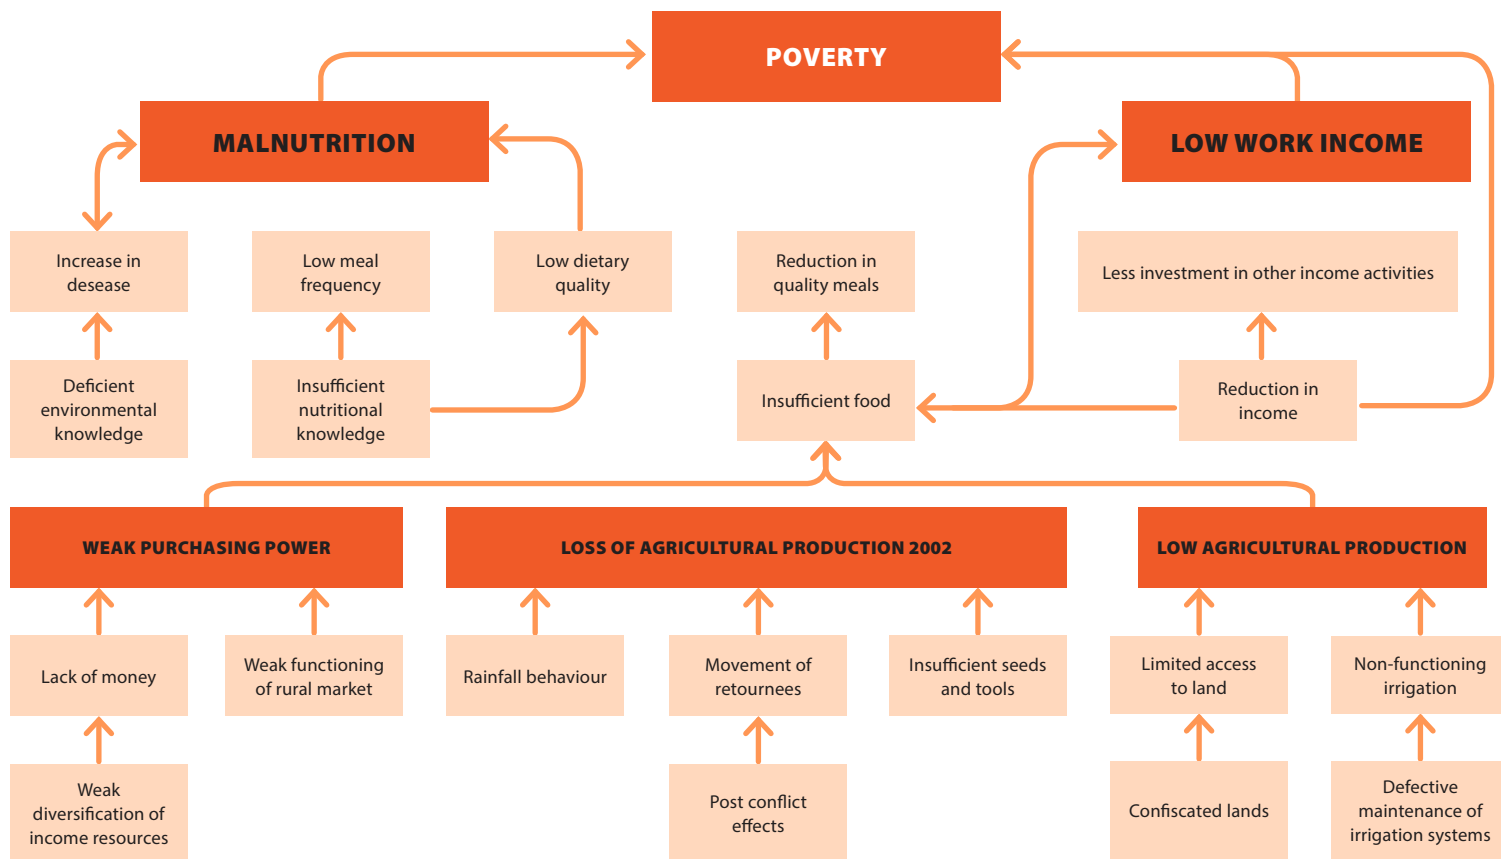 POVERTY
MALNUTRITION
LOW WORK INCOME
Increase in
desease
Low meal
frequency
Low dietary
quality
Reduction in
quality meals
Less investment in other income activities
Deficient
environmental
knowledge
Insufficient
nutritional
knowledge
Insufficient food
Reduction in
income
WEAK PURCHASING POWER
LOSS OF AGRICULTURAL PRODUCTION 2002
LOW AGRICULTURAL PRODUCTION
Lack of money
Weak functioning
of rural market
Rainfall behaviour
Movement of
retournees
Insufficient seeds
and tools
Limited access
to land
Non-functioning
irrigation
Weak
diversification of
income resources
Post conflict
effects
Confiscated lands
Defective
maintenance of
irrigation systems